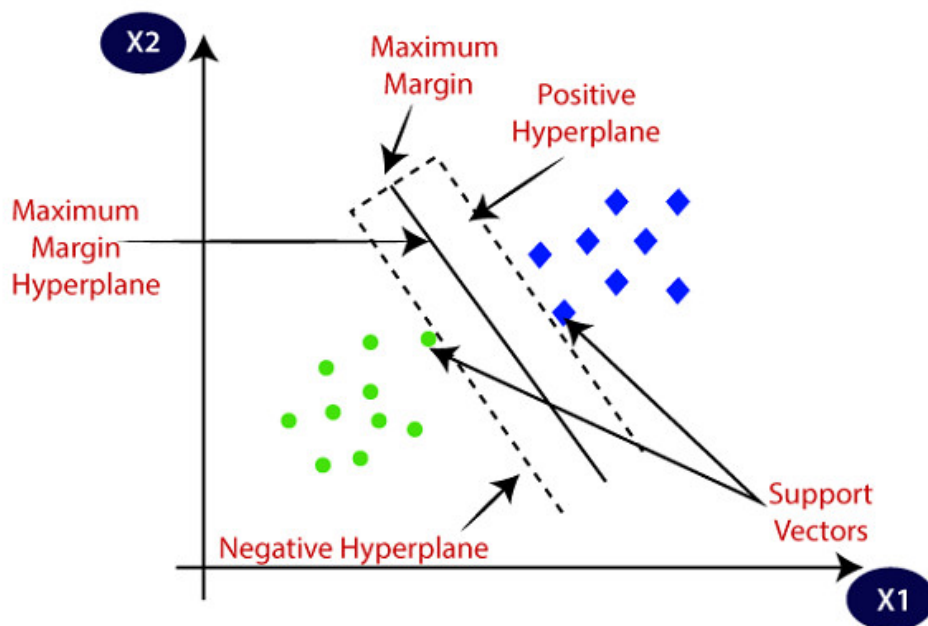 X2
Maximum
Margin
Positive
Hyperplane
Maximum
Margin
Hyperplane
Support
Vectors
Negative Hyperplane
X1